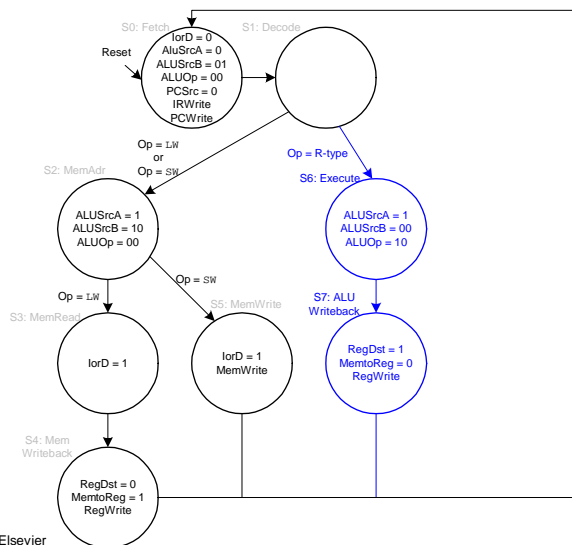 S0: Fetch
S1: Decode
Reset
IorD = 0
AluSrcA = 0
ALUSrcB = 01
ALUOp = 00
PCSrc = 0
IRWrite
PCWrite
Op = LW
or
Op = SW
Op = R-type
S2: MemAdr
S6: Execute
ALUSrcA = 1
ALUSrcB = 10
ALUOp = 00
ALUSrcA = 1
ALUSrcB = 00
ALUOp = 10
Op = SW
Op = LW
S7: ALU
Writeback
S3: MemRead
S5: MemWrite
IorD = 1
IorD = 1
MemWrite
RegDst = 1
MemtoReg = 0
RegWrite
S4: Mem
Writeback
RegDst = 0
MemtoReg = 1
RegWrite
Elsevier